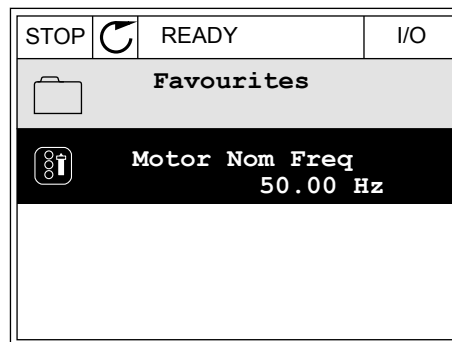 STOP READY I/O
Favourites
Motor Nom Freq
50.00 Hz